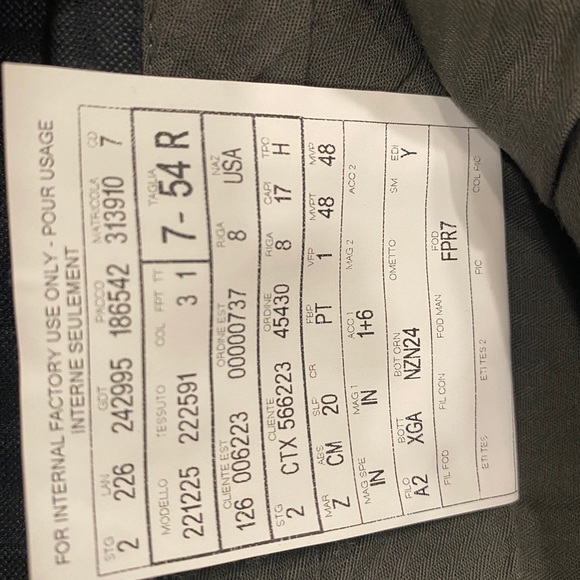 FOR INTERNAL FACTORY USE ONLY - POUR USAGE
INTERNE SEULEMENT
STG LAN GDT PACCO MATRICOLA CD
2 226 242995 186542 313910 7
MODELLO TESSUTO COL FPT TT TAGLIA
221225 222591 3 1 7- 54 R
CLIENTE EST ORDINE EST RIGA NAZ
126 006223 00000737 8 USA
STG CLIENTE ORDINE RIGA CAPI TPO
2 CTX 566223 45430 8 17 H
MAR ABS SLP CR FBP VFP MVPT MVP
Z CM 20 PT 1 48 48
MAG SPE MAG 1 ACC 1 MAG 2 ACC 2
IN IN 1+6
FILO BOTT BOT ORN OMETTO SM EDI
A2 XGA NZN24 Y
FIL FOD FIL CON FOD MAN FOD
FPR7
ETI TES ETI TES 2 PIC COL PIC